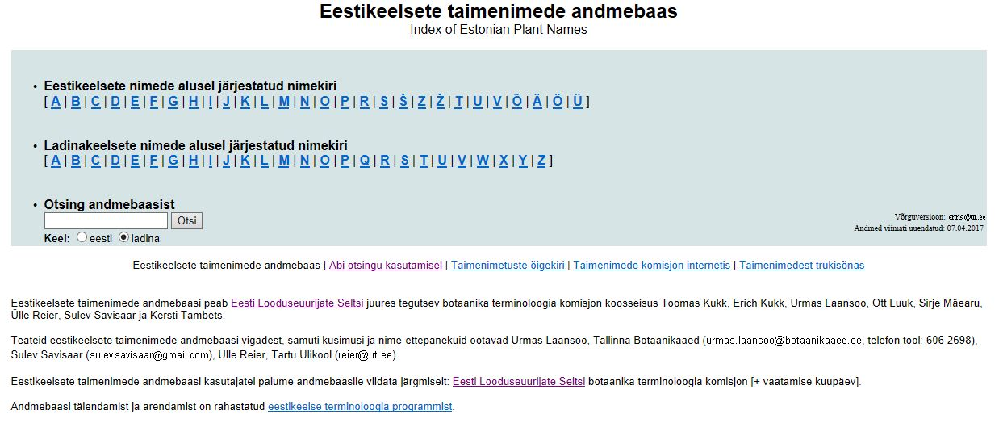 Eestikeelsete taimenimede andmebaas
Index of Estonian Plant Names
• Eestikeelsete nimede alusel järjestatud nimekiri
[ A | B | C | D | E | F | G | H | I | J | K | L | M | N | O | P | R | S | Š | Z | Ž | T | U | V | Õ | Ä | Ö | Ü ]
• Ladinakeelsete nimede alusel järjestatud nimekiri
[ A | B | C | D | E | F | G | H | I | J | K | L | M | N | O | P | Q | R | S | T | U | V | W | X | Y | Z ]
• Otsing andmebaasist
Otsi
Keel: eesti ladina
Võrguversioon: enns@ut.ee
Andmed viimati uuendatud: 07.04.2017
Eestikeelsete taimenimede andmebaas | Abi otsingu kasutamisel | Taimenimetuste õigekiri | Taimenimede komisjon internetis | Taimenimedest trükisõnas
Eestikeelsete taimenimede andmebaasi peab Eesti Looduseuurijate Seltsi juures tegutsev botaanika terminoloogia komisjon koosseisus Toomas Kukk, Erich Kukk, Urmas Laansoo, Ott Luuk, Sirje Mäearu,
Ülle Reier, Sulev Savisaar ja Kersti Tambets.
Teateid eestikeelsete taimenimede andmebaasi vigadest, samuti küsimusi ja nime-ettepanekuid ootavad Urmas Laansoo, Tallinna Botaanikaaed (urmas.laansoo@botaanikaaed.ee, telefon tööl: 606 2698),
Sulev Savisaar (sulev.savisaar@gmail.com), Ülle Reier, Tartu Ülikool (reier@ut.ee).
Eestikeelsete taimenimede andmebaasi kasutajatel palume andmebaasile viidata järgmiselt: Eesti Looduseuurijate Seltsi botaanika terminoloogia komisjon [+ vaatamise kuupäev].
Andmebaasi täiendamist ja arendamist on rahastatud eestikeelse terminoloogia programmist.